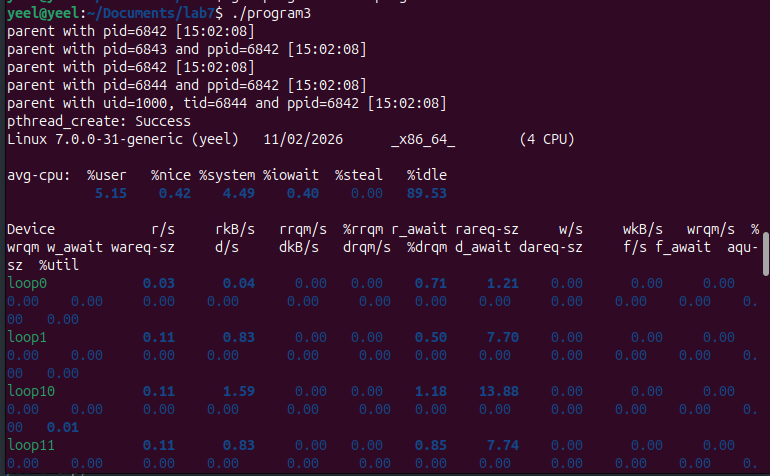 yeel@yeel:~/Documents/lab7$ ./program3
parent with pid=6842 [15:02:08]
parent with pid=6843 and ppid=6842 [15:02:08]
parent with pid=6842 [15:02:08]
parent with pid=6844 and ppid=6842 [15:02:08]
parent with uid=1000, tid=6844 and ppid=6842 [15:02:08]
pthread_create: Success
Linux 7.0.0-31-generic (yeel) 11/02/2026 _x86_64_ (4 CPU)
avg-cpu: %user %nice %system %iowait %steal %idle
5.15 0.42 4.49 0.40 0.00 89.53
Device r/s rkB/s rrqm/s %rrqm r_await rareq-sz w/s wkB/s wrqm/s %
wrqm w_await wareq-sz d/s dkB/s drqm/s %drqm d_await dareq-sz f/s f_await aqu-
sz %util
loop0 0.03 0.04 0.00 0.00 0.71 1.21 0.00 0.00 0.00
0.00 0.00 0.00 0.00 0.00 0.00 0.00 0.00 0.00 0.00 0.00 0.
00 0.00
loop1 0.11 0.83 0.00 0.00 0.50 7.70 0.00 0.00 0.00
0.00 0.00 0.00 0.00 0.00 0.00 0.00 0.00 0.00 0.00 0.00 0.
00 0.00
loop10 0.11 1.59 0.00 0.00 1.18 13.88 0.00 0.00 0.00
0.00 0.00 0.00 0.00 0.00 0.00 0.00 0.00 0.00 0.00 0.00 0.
00 0.01
loop11 0.11 0.83 0.00 0.00 0.85 7.74 0.00 0.00 0.00
0.00 0.00 0.00 0.00 0.00 0.00 0.00 0.00 0.00 0.00 0.00 0.